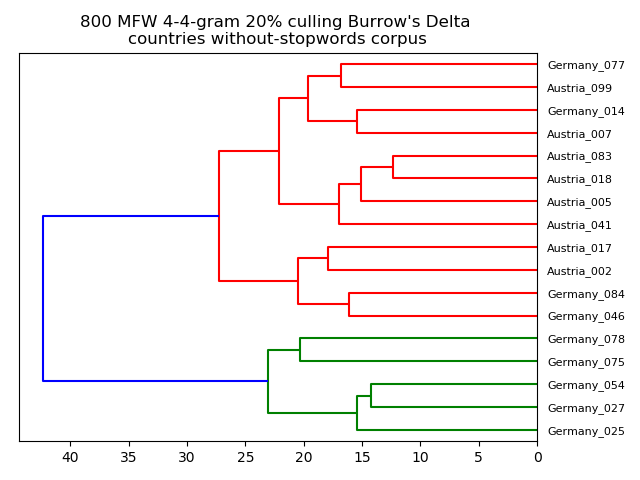 800 MFW 4-4-gram 20% culling Burrow's Delta
countries without-stopwords corpus
Germany_077
Austria_099
Germany_014
Austria_007
Austria_083
Austria_018
Austria_005
Austria_041
Austria_017
Austria_002
Germany_084
Germany_046
Germany_078
Germany_075
Germany_054
Germany_027
Germany_025
40 35 30 25 20 15 10 5 0